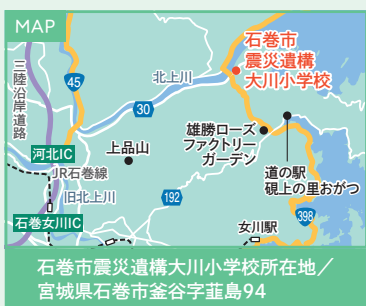 MAP
石巻市
震災遺構
大川小学校
三陸沿岸道路
45
北上川
30
上品山
雄勝ローズ
ファクトリー
ガーデン
河北IC
JR石巻線
道の駅
硯上の里おがつ
旧北上川
192
石巻女川IC
女川駅
398
石巻市震災遺構大川小学校所在地／
宮城県石巻市釜谷字韮島94